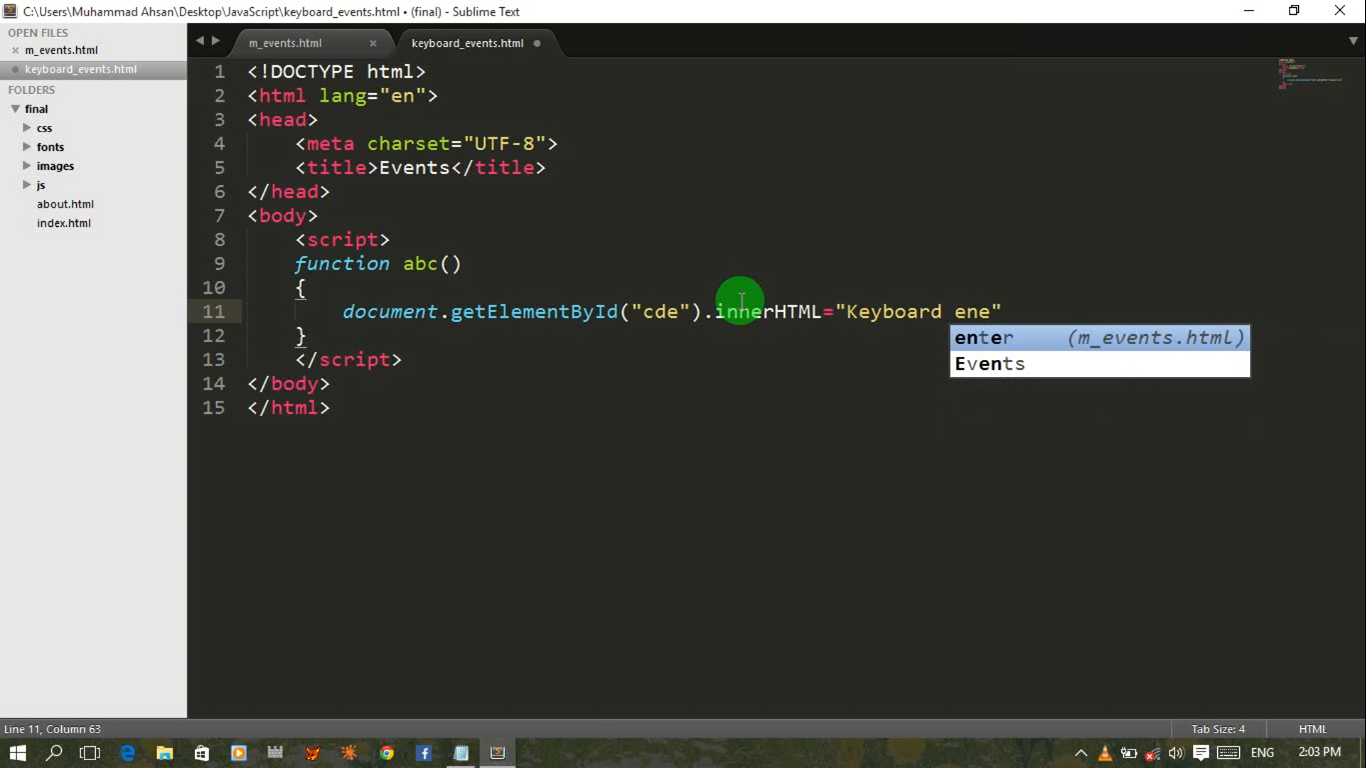 C:\Users\Muhammad Ahsan\Desktop\JavaScript\keyboard_events.html • (final) - Sublime Text
OPEN FILES
m_events.html
keyboard_events.html
FOLDERS
final
css
fonts
images
js
about.html
index.html
m_events.html
keyboard_events.html
1 <!DOCTYPE html>
2 <html lang="en">
3 <head>
4 <meta charset="UTF-8">
5 <title>Events</title>
6 </head>
7 <body>
8 <script>
9 function abc()
10 {
11 document.getElementById("cde").innerHTML="Keyboard ene"
12 }
13 </script>
14 </body>
15 </html>
enter (m_events.html)
Events
Line 11, Column 63
Tab Size: 4
HTML
ENG
2:03 PM